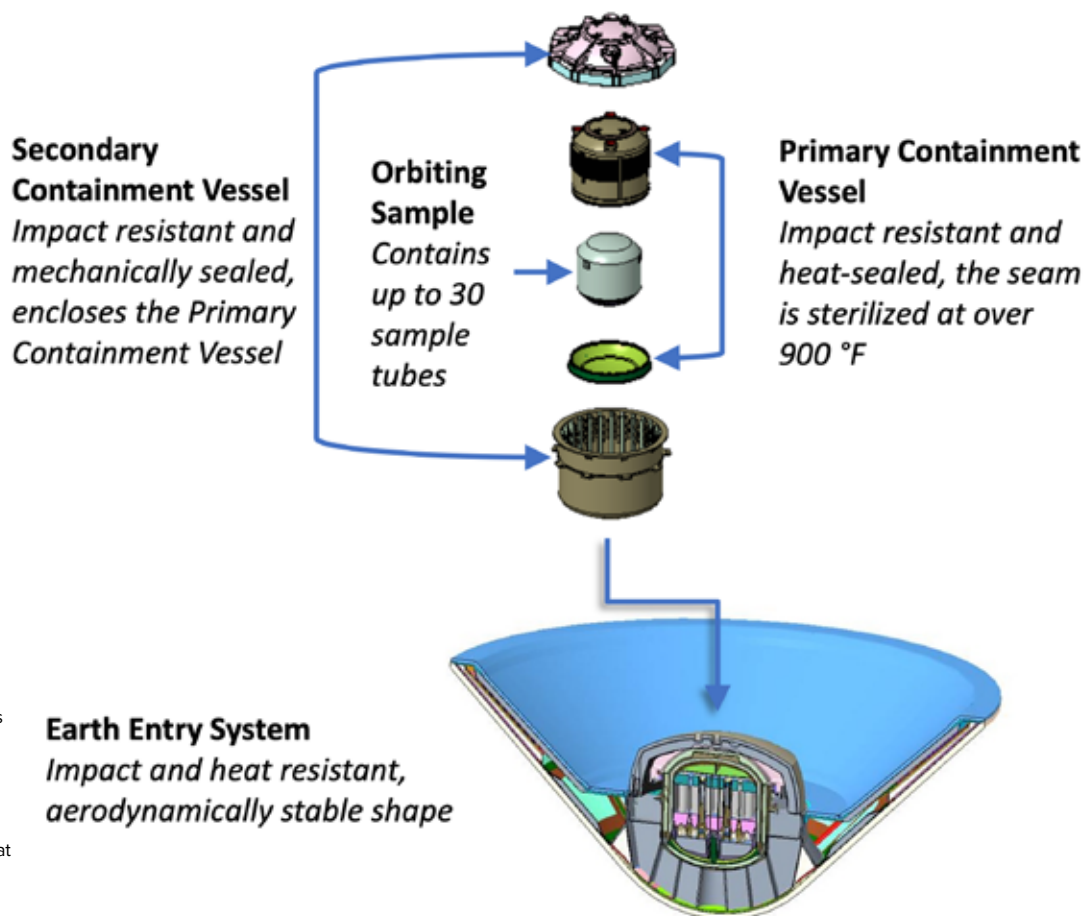 Secondary
Containment Vessel
Impact resistant and
mechanically sealed,
encloses the Primary
Containment Vessel
Orbiting
Sample
Contains
up to 30
sample
tubes
Primary Containment
Vessel
Impact resistant and
heat-sealed, the seam
is sterilized at over
900 °F
Earth Entry System
Impact and heat resistant,
aerodynamically stable shape
s
at